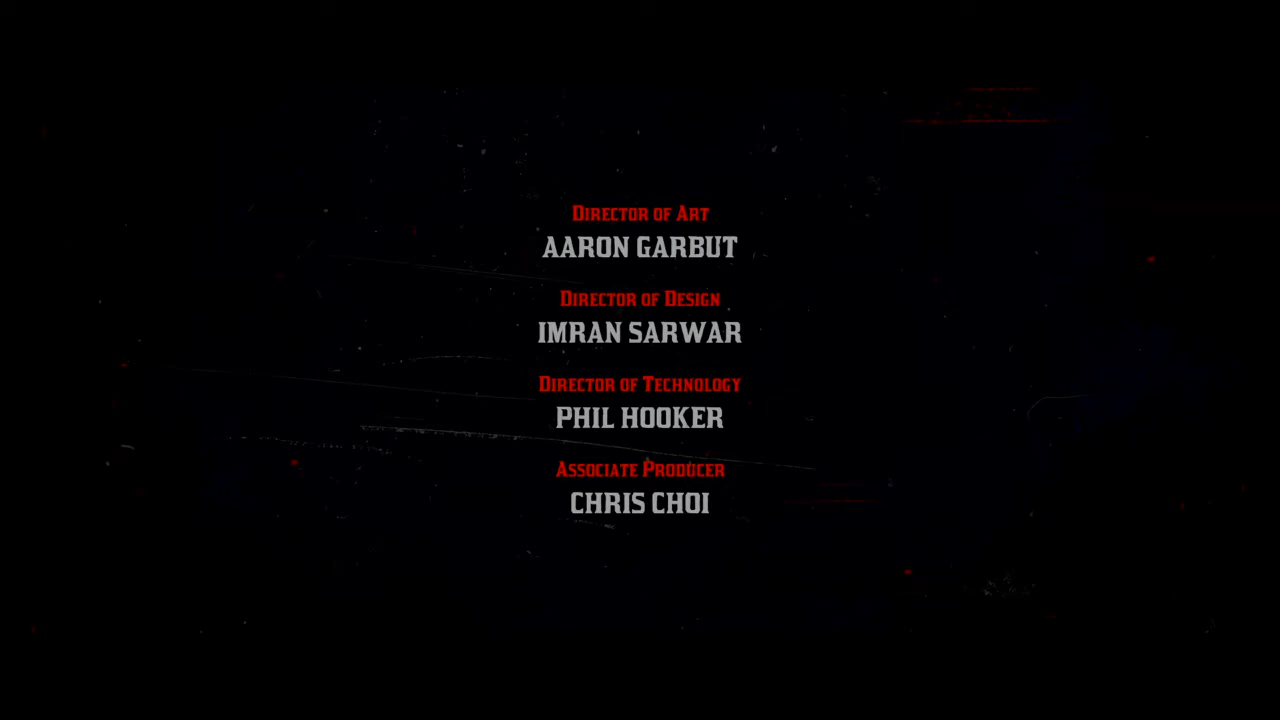 Director of Art
AARON GARBUT
Director of Design
IMRAN SARWAR
Director of Technology
PHIL HOOKER
Associate Producer
CHRIS CHOI